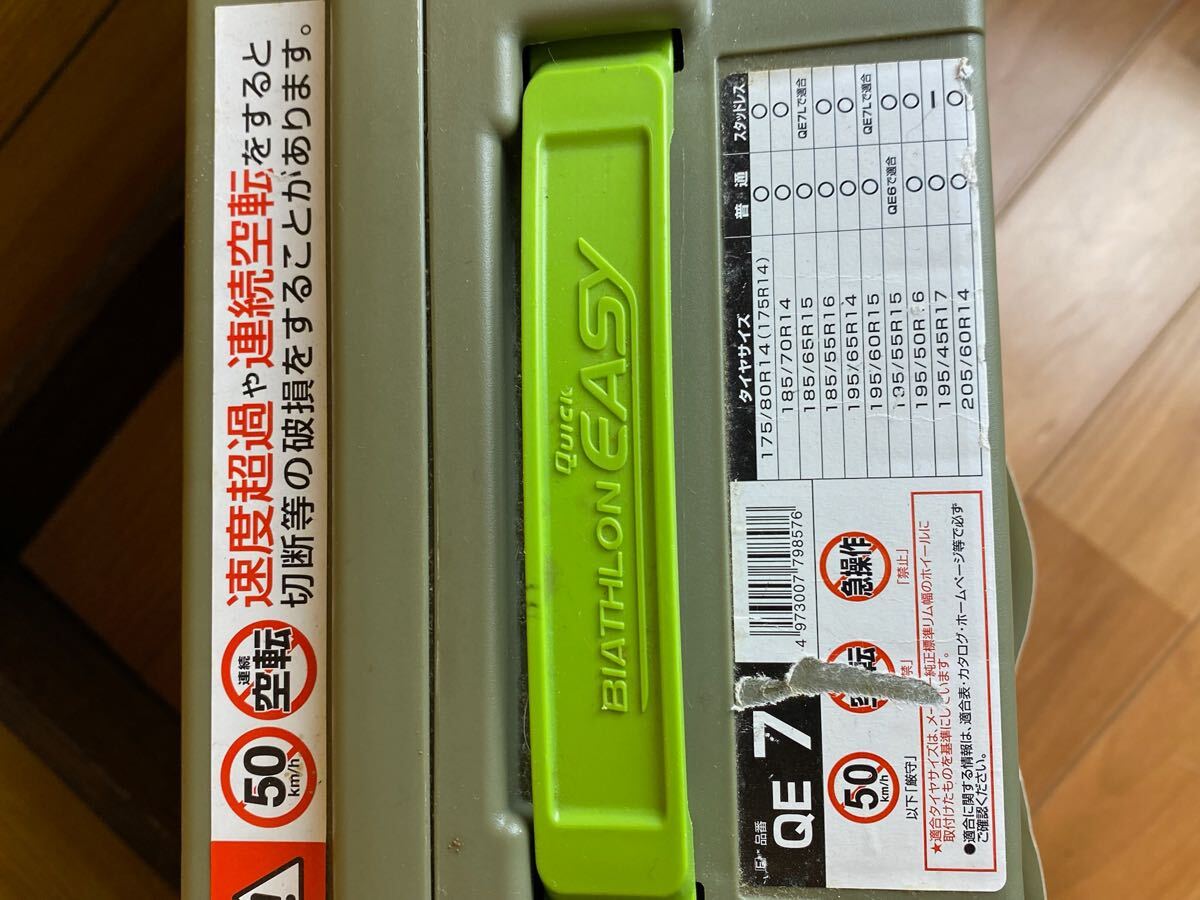 50 km/h
連続
空転
速度超過や連続空転をすると
切断等の破損をすることがあります。
QUICK
BIATHLON EASY
品番
QE 7
4 973007 798576
タイヤサイズ 普通 スタッドレス
175/80R14(175R14) ○ ○
185/70R14 ○ ○
185/65R15 ○ QE7Lで適合
185/55R16 ○ ○
195/65R14 ○ ○
195/60R15 ○ QE7Lで適合
195/55R15 QE6で適合 ○
195/50R16 ○ ○
195/45R17 ○ ー
205/60R14 ○ ○
50 km/h
転
急操作
以下「厳守」
「禁止」
★適合タイヤサイズは、メー 純正標準リム幅のホイールに
取付けたものを基準にしています。
●適合に関する情報は、適合表・カタログ・ホームページ等で必ず
ご確認ください。